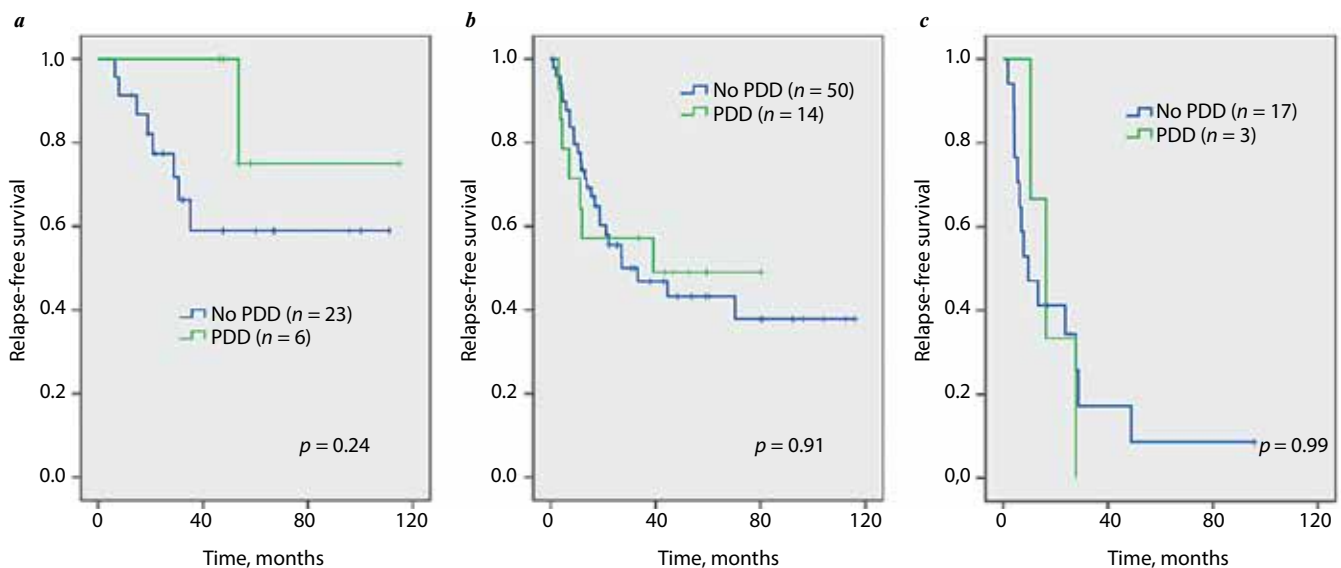 a
1.0
0.8
0.6
0.4
0.2
0.0
Relapse-free survival
No PDD (n = 23)
PDD (n = 6)
p = 0.24
0 40 80 120
Time, months
b
1.0
0.8
0.6
0.4
0.2
0.0
Relapse-free survival
No PDD (n = 50)
PDD (n = 14)
p = 0.91
0 40 80 120
Time, months
c
1.0
0.8
0.6
0.4
0.2
0,0
Relapse-free survival
No PDD (n = 17)
PDD (n = 3)
p = 0.99
0 40 80 120
Time, months